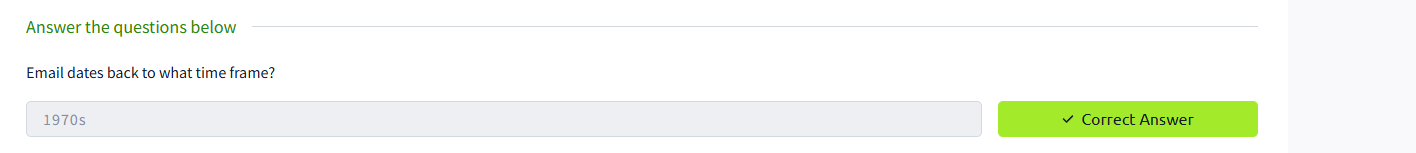 Answer the questions below
Email dates back to what time frame?
1970s
✓ Correct Answer